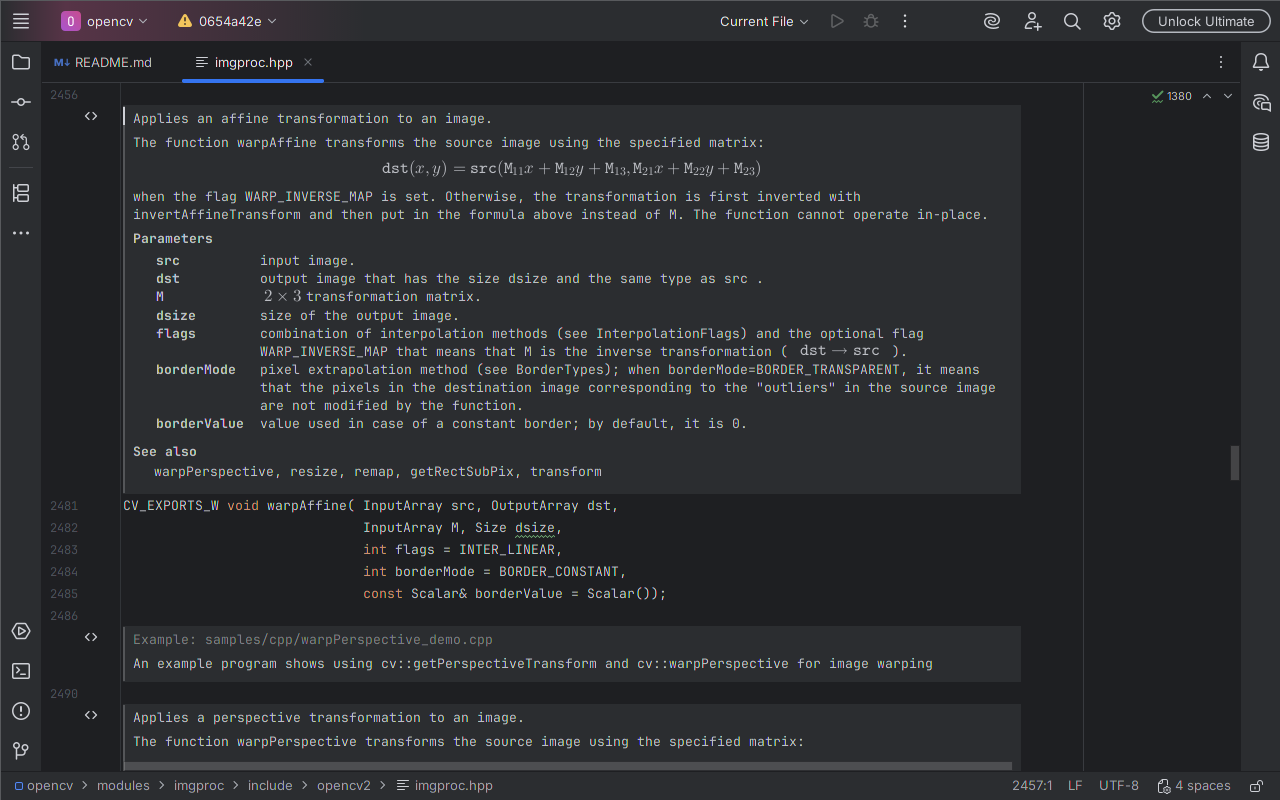 O opencv 0654a42e Current File Unlock Ultimate
M↓ README.md imgproc.hpp
2456 1380
Applies an affine transformation to an image.
The function warpAffine transforms the source image using the specified matrix:
dst(x, y) = src(M₁₁x + M₁₂y + M₁₃, M₂₁x + M₂₂y + M₂₃)
when the flag WARP_INVERSE_MAP is set. Otherwise, the transformation is first inverted with
invertAffineTransform and then put in the formula above instead of M. The function cannot operate in-place.
Parameters
src input image.
dst output image that has the size dsize and the same type as src .
M 2 × 3 transformation matrix.
dsize size of the output image.
flags combination of interpolation methods (see InterpolationFlags) and the optional flag
WARP_INVERSE_MAP that means that M is the inverse transformation ( dst → src ).
borderMode pixel extrapolation method (see BorderTypes); when borderMode=BORDER_TRANSPARENT, it means
that the pixels in the destination image corresponding to the "outliers" in the source image
are not modified by the function.
borderValue value used in case of a constant border; by default, it is 0.
See also
warpPerspective, resize, remap, getRectSubPix, transform
2481 CV_EXPORTS_W void warpAffine( InputArray src, OutputArray dst,
2482 InputArray M, Size dsize,
2483 int flags = INTER_LINEAR,
2484 int borderMode = BORDER_CONSTANT,
2485 const Scalar& borderValue = Scalar());
2486
Example: samples/cpp/warpPerspective_demo.cpp
An example program shows using cv::getPerspectiveTransform and cv::warpPerspective for image warping
2490
Applies a perspective transformation to an image.
The function warpPerspective transforms the source image using the specified matrix:
opencv modules imgproc include opencv2 imgproc.hpp 2457:1 LF UTF-8 4 spaces